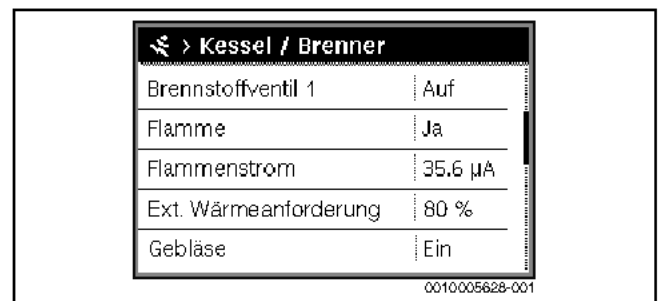 > Kessel / Brenner
Brennstoffventil 1 Auf
Flamme Ja
Flammenstrom 35.6 µA
Ext. Wärmeanforderung 80 %
Gebläse Ein
0010005628-001